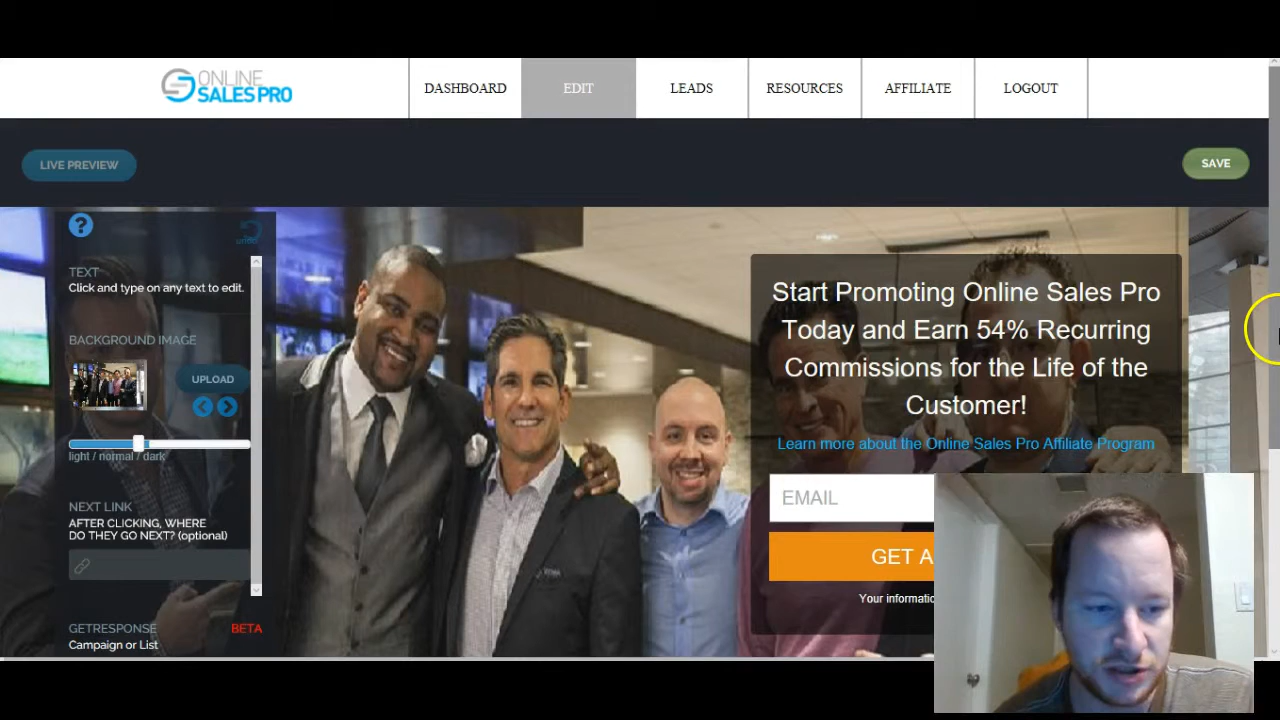 ONLINE
SALES PRO
DASHBOARD
EDIT
LEADS
RESOURCES
AFFILIATE
LOGOUT
LIVE PREVIEW
SAVE
?
undo
TEXT
Click and type on any text to edit.
BACKGROUND IMAGE
UPLOAD
light / normal / dark
NEXT LINK
AFTER CLICKING, WHERE
DO THEY GO NEXT? (optional)
GETRESPONSE BETA
Campaign or List
Start Promoting Online Sales Pro
Today and Earn 54% Recurring
Commissions for the Life of the
Customer!
Learn more about the Online Sales Pro Affiliate Program
EMAIL
GET A
Your informatio